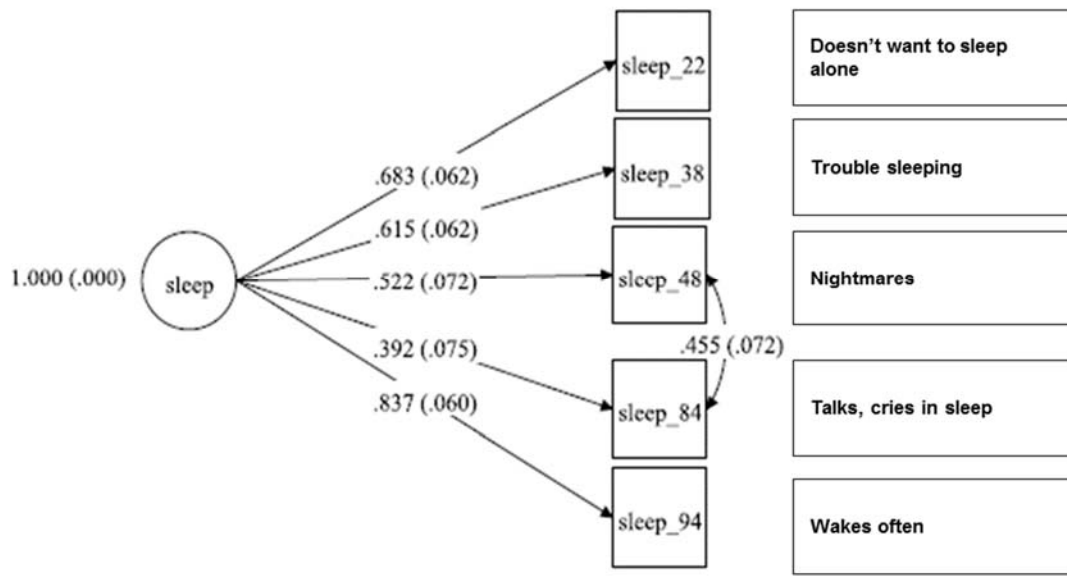 sleep_22
Doesn't want to sleep
alone
.683 (.062)
sleep_38
Trouble sleeping
.615 (.062)
1.000 (.000)
sleep
.522 (.072)
sleep_48
Nightmares
.392 (.075)
.455 (.072)
.837 (.060)
sleep_84
Talks, cries in sleep
sleep_94
Wakes often